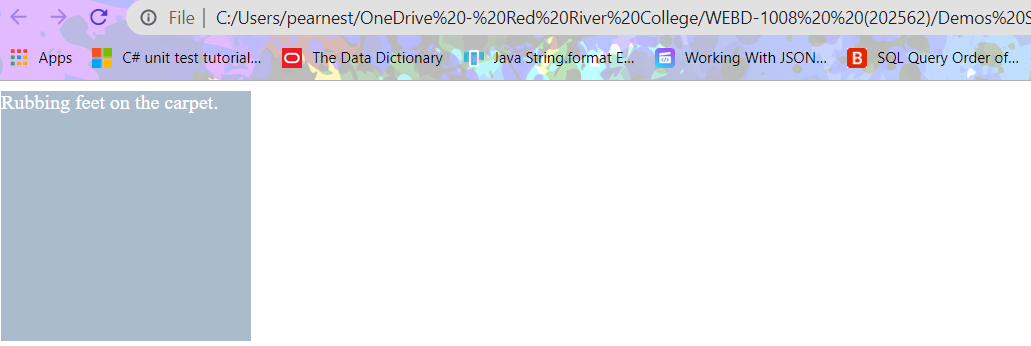 File | C:/Users/pearnest/OneDrive%20-%20Red%20River%20College/WEBD-1008%20%20(202562)/Demos%20S
Apps C# unit test tutorial... The Data Dictionary Java String.format E... Working With JSON... B SQL Query Order of...
Rubbing feet on the carpet.